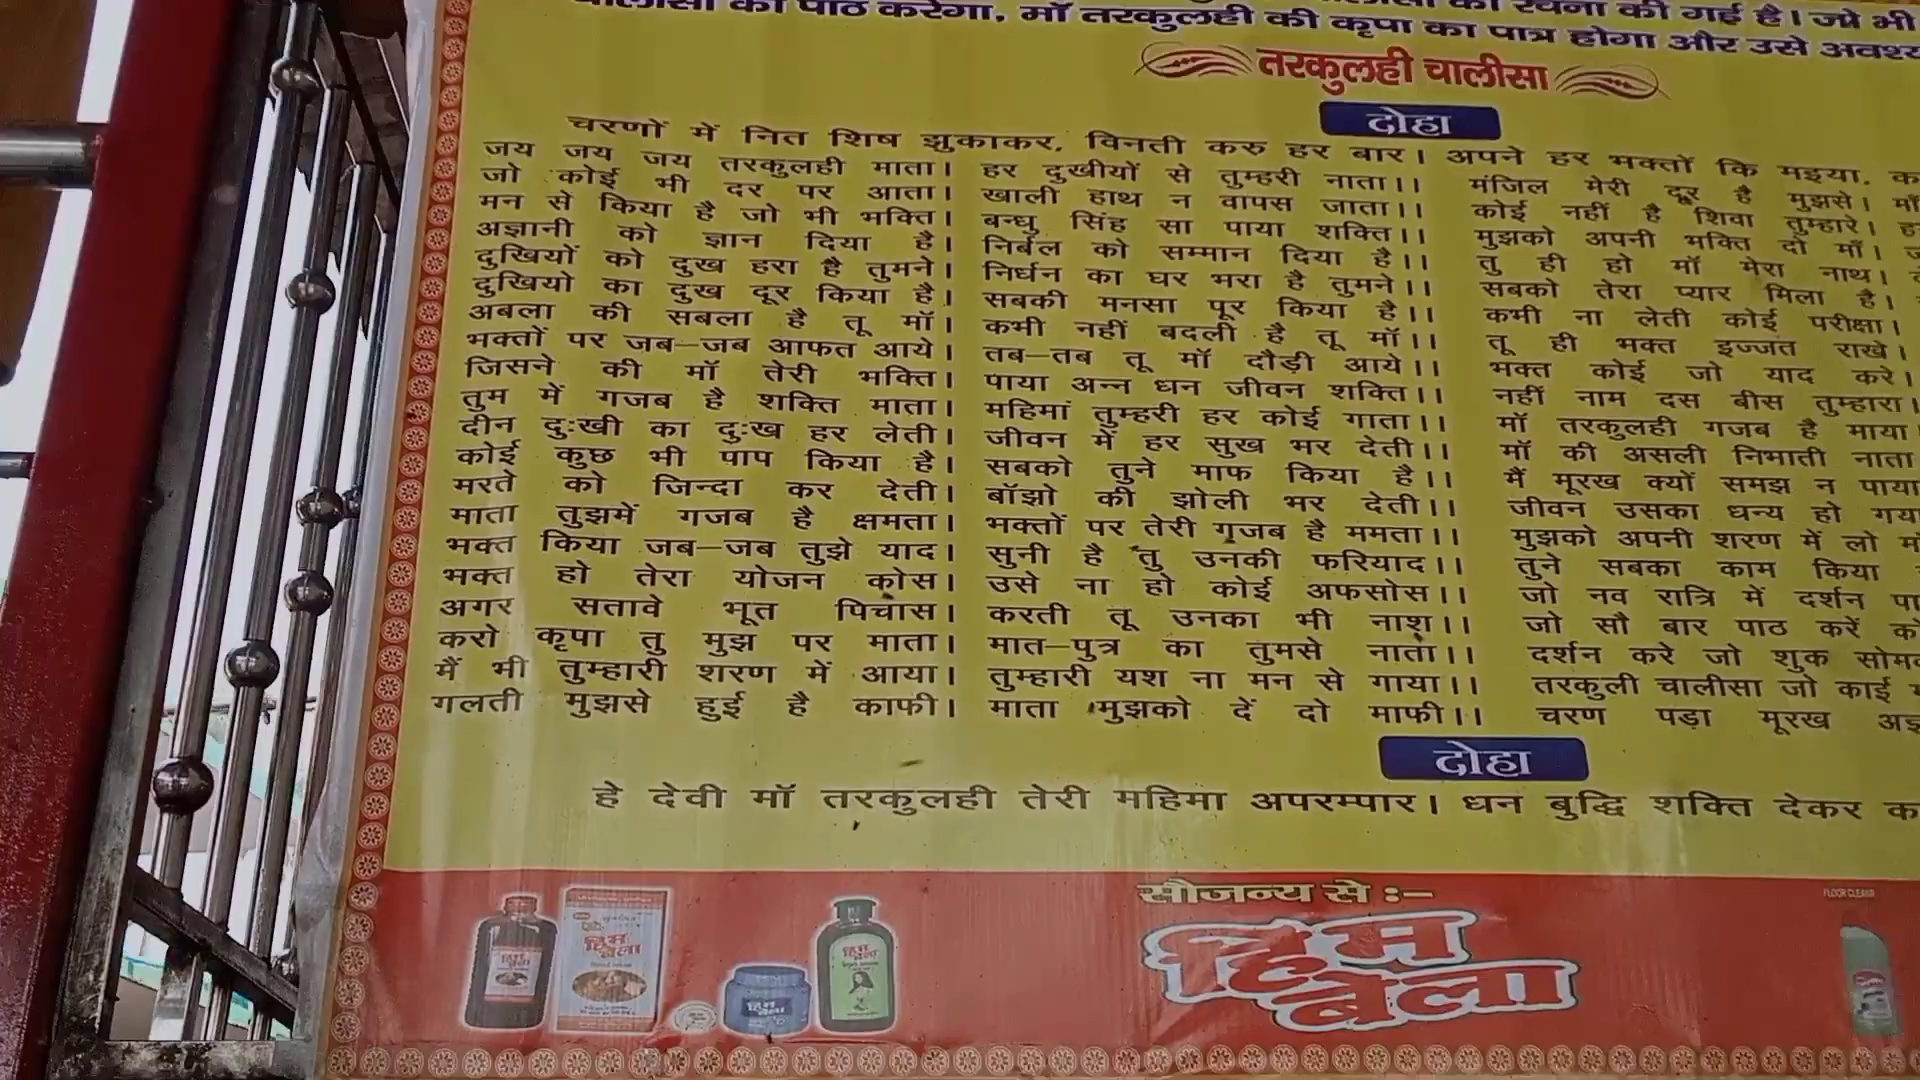 चालीसा का पाठ करेगा, माँ तरकुलही की कृपा का पात्र होगा और उसे
की रचना की गई है। जो भी
तरकुलही चालीसा
दोहा
चरणों में नित शिष झुकाकर, विनती करु हर बार। अपने हर भक्तों कि मइया,
जय जय जय तरकुलही माता। हर दुखीयों से तुम्हरी नाता।।
जो कोई भी दर पर आता। खाली हाथ न वापस जाता।।
मन से किया है जो भी भक्ति। बन्धु सिंह सा पाया शक्ति।।
अज्ञानी को ज्ञान दिया है। निर्बल को सम्मान दिया है।।
दुखियों को दुख हरा है तुमने। निर्धन का घर भरा है तुमने।।
दुखियो का दुख दूर किया है। सबकी मनसा पूर किया है।।
अबला की सबला है तू माँ। कभी नहीं बदली है तू माँ।।
भक्तों पर जब–जब आफत आये। तब–तब तू माँ दौड़ी आये।।
जिसने की माँ तेरी भक्ति। पाया अन्न धन जीवन शक्ति।।
तुम में गजब है शक्ति माता। महिमां तुम्हरी हर कोई गाता।।
दीन दुःखी का दुःख हर लेती। जीवन में हर सुख भर देती।।
कोई कुछ भी पाप किया है। सबको तुने माफ किया है।।
मरते को जिन्दा कर देती। बाँझो की झोली भर देती।।
माता तुझमें गजब है क्षमता। भक्तों पर तेरी गजब है ममता।।
भक्त किया जब–जब तुझे याद। सुनी है तु उनकी फरियाद।।
भक्त हो तेरा योजन कोस। उसे ना हो कोई अफसोस।।
अगर सतावे भूत पिचास। करती तू उनका भी नाश।।
करो कृपा तु मुझ पर माता। मात–पुत्र का तुमसे नाता।।
मैं भी तुम्हारी शरण में आया। तुम्हारी यश ना मन से गाया।।
गलती मुझसे हुई है काफी। माता मुझको दें दो माफी।।
मंजिल मेरी दूर है मुझसे। माँ
कोई नहीं है शिवा तुम्हारे।
मुझको अपनी भक्ति दो माँ।
तु ही हो माँ मेरा नाथ।
सबको तेरा प्यार मिला है।
कभी ना लेती कोई परीक्षा।
तू ही भक्त इज्जत राखे।
भक्त कोई जो याद करे।
नहीं नाम दस बीस तुम्हारा।
माँ तरकुलही गजब है माया।
माँ की असली निभाती नाता
मैं मूरख क्यों समझ न पाया
जीवन उसका धन्य हो गया
मुझको अपनी शरण में लो
तुने सबका काम किया
जो नव रात्रि में दर्शन
जो सौ बार पाठ करें
दर्शन करे जो शुक
तरकुली चालीसा जो काई
चरण पड़ा मूरख
दोहा
हे देवी माँ तरकुलही तेरी महिमा अपरम्पार। धन बुद्धि शक्ति देकर
सौजन्य से :–
हिम बेला
हिम बेला
हिम बेला
हिम बेला
हिम बेला
FLOOR CLEANER